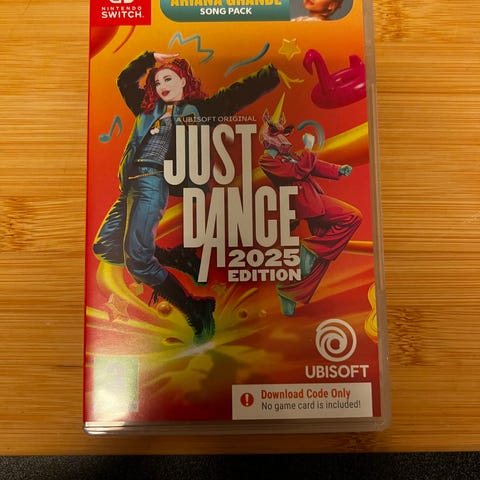 NINTENDO
SWITCH
ARIANA GRANDE
SONG PACK
A UBISOFT ORIGINAL
JUST
DANCE
2025
EDITION
UBISOFT
! Download Code Only
No game card is included!